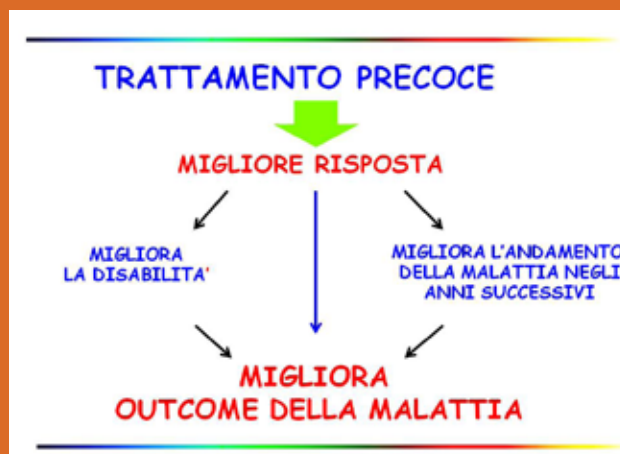 TRATTAMENTO PRECOCE
MIGLIORE RISPOSTA
MIGLIORA
LA DISABILITA'
MIGLIORA L'ANDAMENTO
DELLA MALATTIA NEGLI
ANNI SUCCESSIVI
MIGLIORA
OUTCOME DELLA MALATTIA